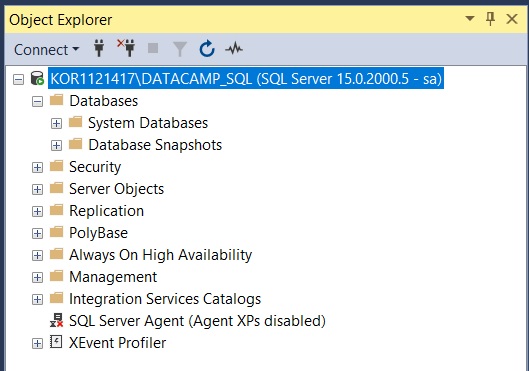 Object Explorer
Connect
KOR1121417\DATACAMP_SQL (SQL Server 15.0.2000.5 - sa)
Databases
System Databases
Database Snapshots
Security
Server Objects
Replication
PolyBase
Always On High Availability
Management
Integration Services Catalogs
SQL Server Agent (Agent XPs disabled)
XEvent Profiler